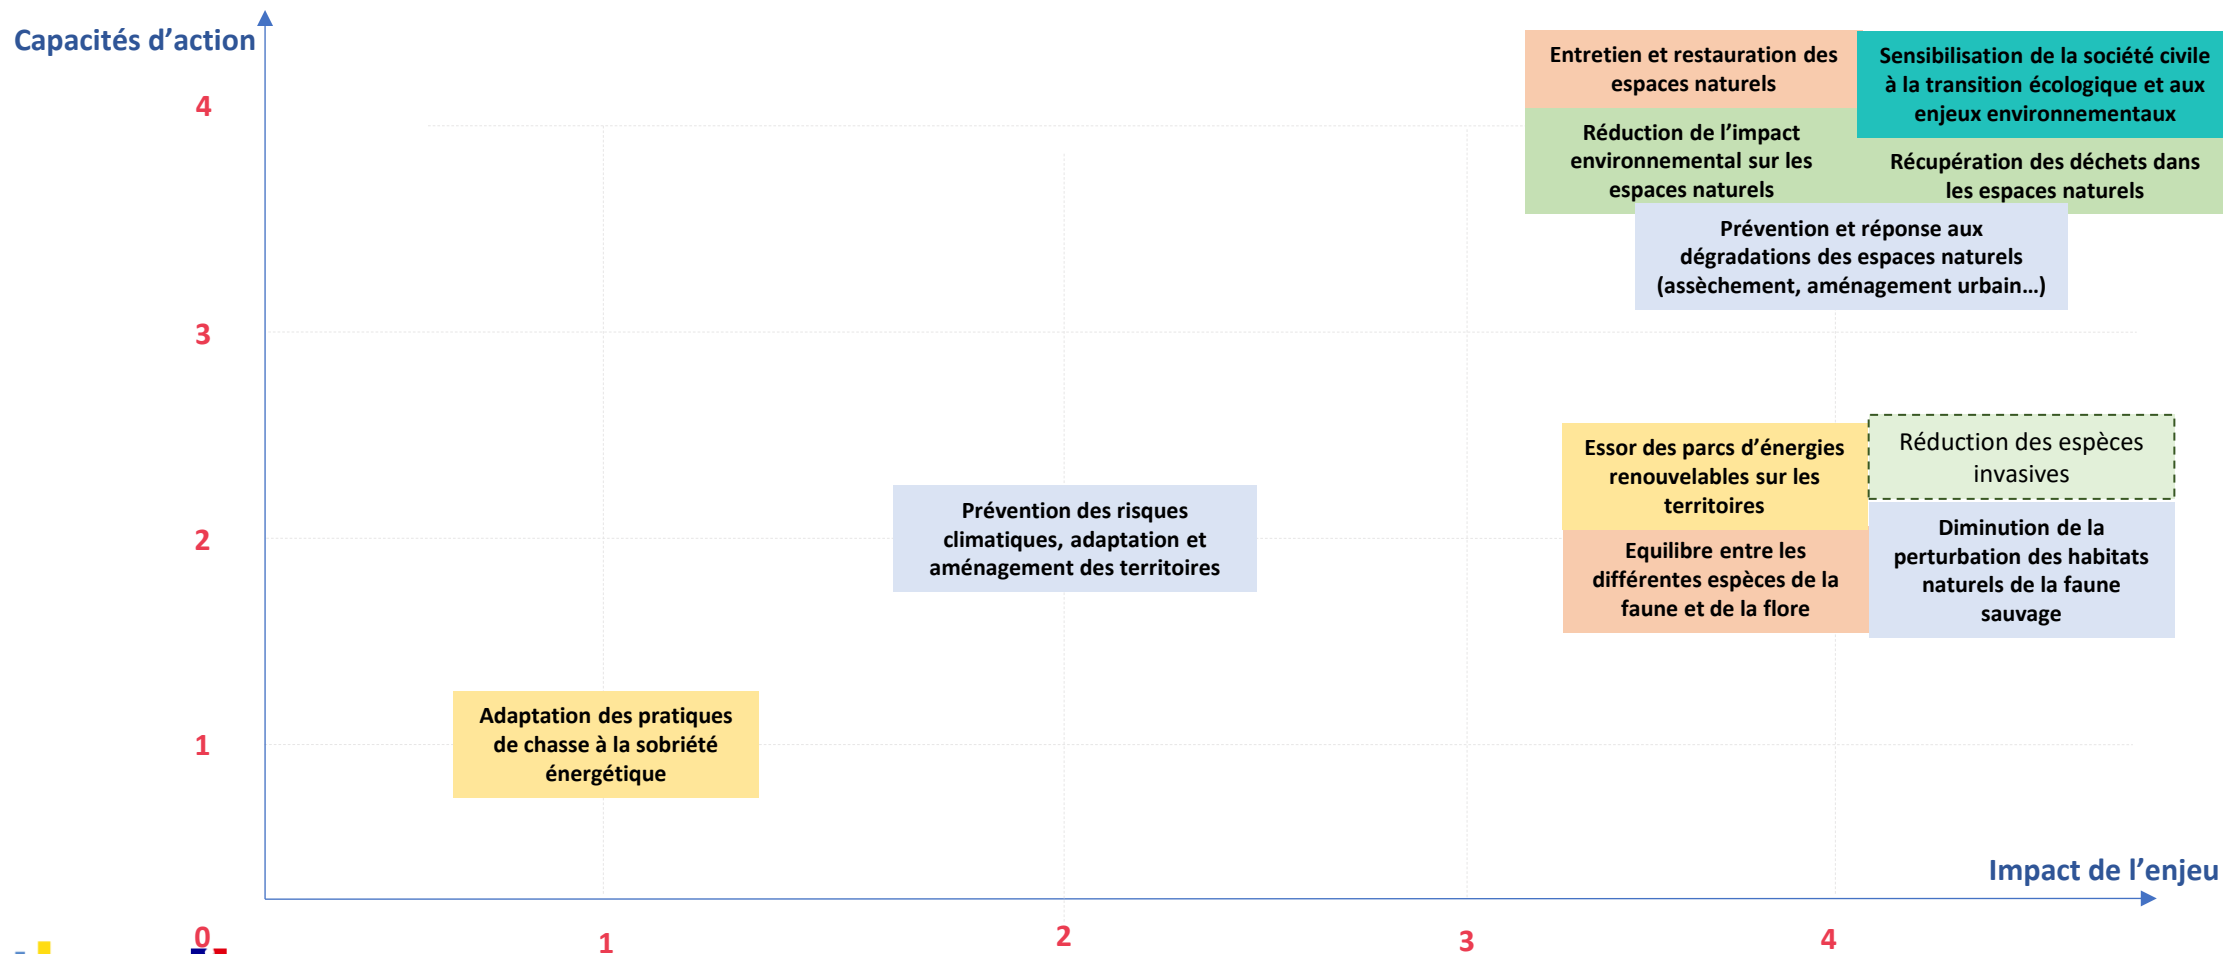 Capacités d’action
4
3
2
1
0
Entretien et restauration des
espaces naturels
Sensibilisation de la société civile
à la transition écologique et aux
enjeux environnementaux
Réduction de l’impact
environnemental sur les
espaces naturels
Récupération des déchets dans
les espaces naturels
Prévention et réponse aux
dégradations des espaces naturels
(assèchement, aménagement urbain…)
Essor des parcs d’énergies
renouvelables sur les
territoires
Réduction des espèces
invasives
Prévention des risques
climatiques, adaptation et
aménagement des territoires
Equilibre entre les
différentes espèces de la
faune et de la flore
Diminution de la
perturbation des habitats
naturels de la faune
sauvage
Adaptation des pratiques
de chasse à la sobriété
énergétique
Impact de l’enjeu
1
2
3
4